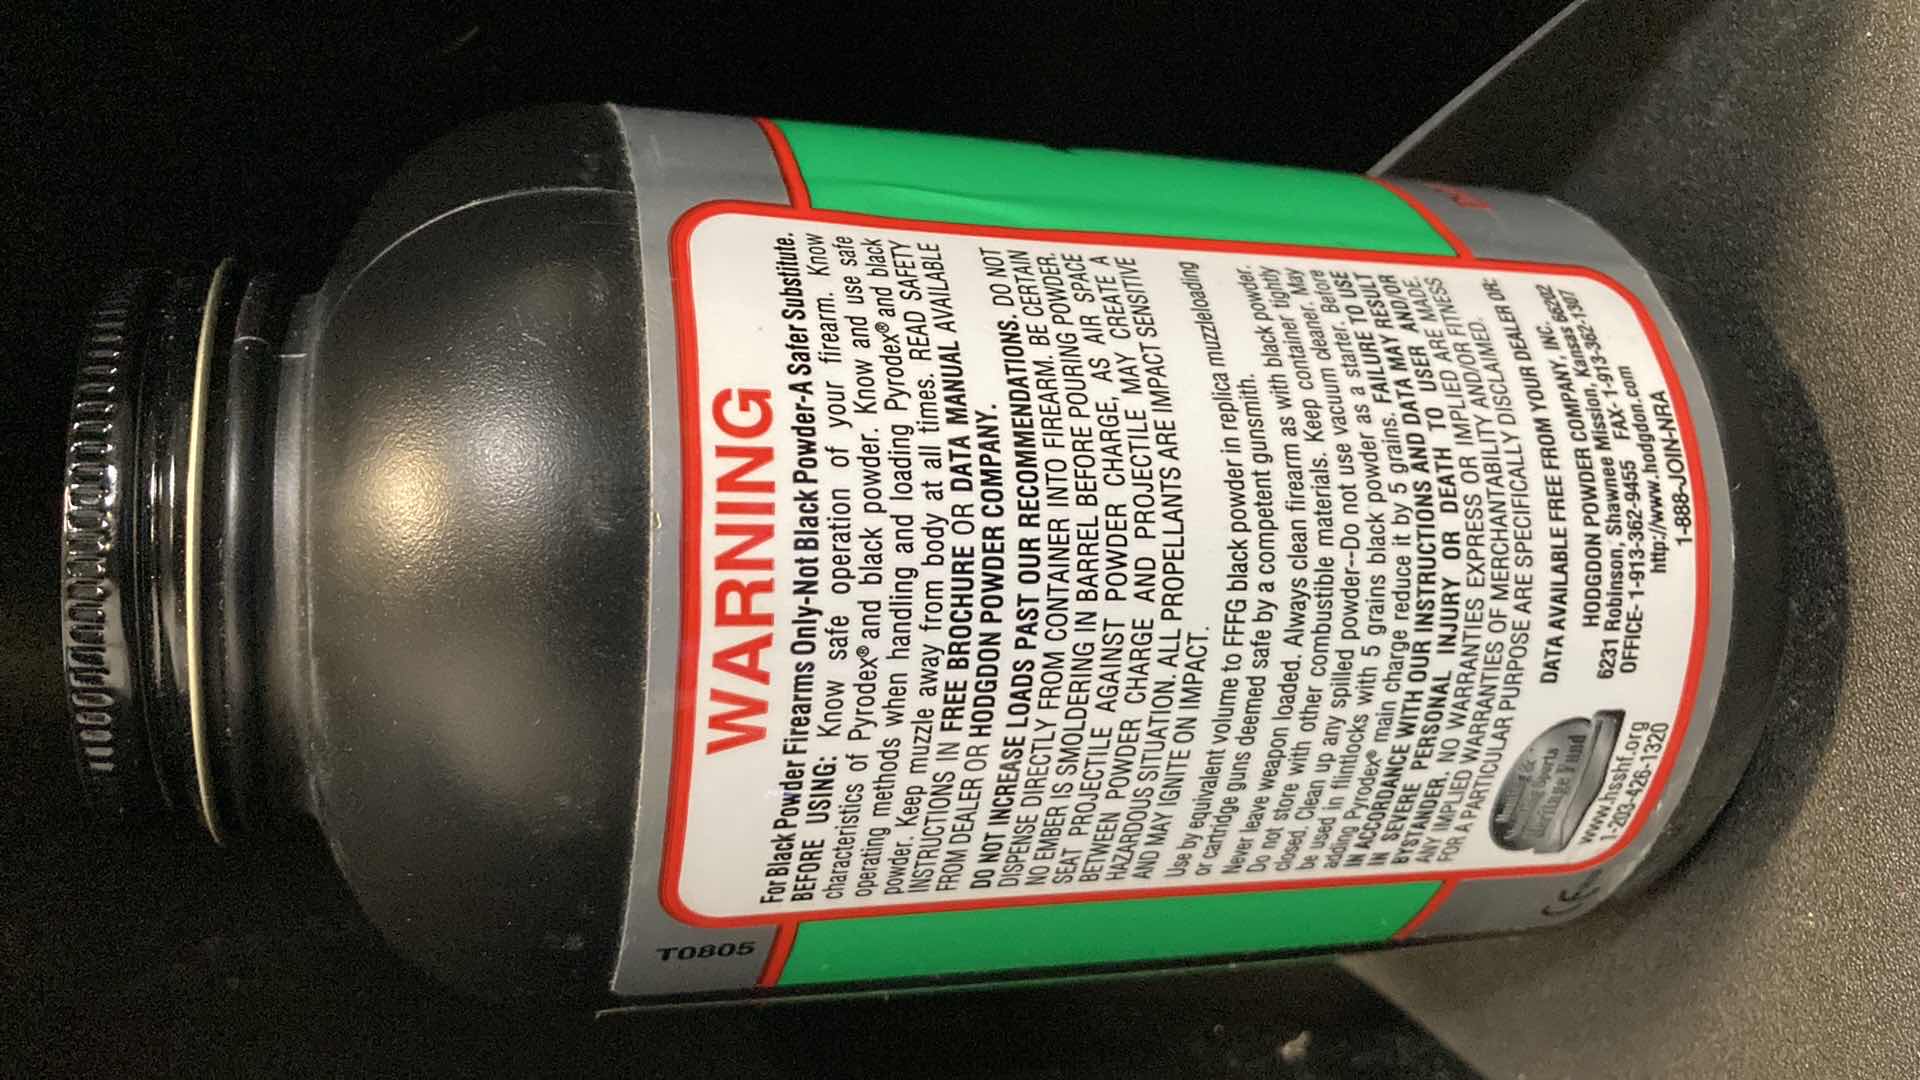 WARNING
For Black Powder Firearms Only-Not Black Powder-A Safer Substitute.
BEFORE USING: Know safe operation of your firearm. Know
characteristics of Pyrodex® and black powder. Know and use safe
operating methods when handling and loading Pyrodex® and black
powder. Keep muzzle away from body at all times. READ SAFETY
INSTRUCTIONS IN FREE BROCHURE OR DATA MANUAL AVAILABLE
FROM DEALER OR HODGDON POWDER COMPANY.
DO NOT INCREASE LOADS PAST OUR RECOMMENDATIONS. DO NOT
DISPENSE DIRECTLY FROM CONTAINER INTO FIREARM. BE CERTAIN
NO EMBER IS SMOLDERING IN BARREL BEFORE POURING POWDER.
SEAT PROJECTILE AGAINST POWDER CHARGE, AS AIR SPACE
BETWEEN POWDER CHARGE AND PROJECTILE MAY CREATE A
HAZARDOUS SITUATION. ALL PROPELLANTS ARE IMPACT SENSITIVE
AND MAY IGNITE ON IMPACT.
Use by equivalent volume to FFFG black powder in replica muzzleloading
or cartridge guns deemed safe by a competent gunsmith.
Never leave weapon loaded. Always clean firearm as with black powder.
Do not store with other combustible materials. Keep container tightly
closed. Clean up any spilled powder--Do not use vacuum cleaner. May
be used in flintlocks with 5 grains black powder as a starter. Before
adding Pyrodex® main charge reduce it by 5 grains. FAILURE TO USE
IN ACCORDANCE WITH OUR INSTRUCTIONS AND DATA MAY RESULT
IN SEVERE PERSONAL INJURY OR DEATH TO USER AND/OR
BYSTANDER. NO WARRANTIES EXPRESS OR IMPLIED ARE MADE.
ANY IMPLIED WARRANTIES OF MERCHANTABILITY AND/OR FITNESS
FOR A PARTICULAR PURPOSE ARE SPECIFICALLY DISCLAIMED.
DATA AVAILABLE FREE FROM YOUR DEALER OR:
HODGDON POWDER COMPANY, INC.
6231 Robinson, Shawnee Mission, Kansas 66202
OFFICE-1-913-362-9455 FAX-1-913-362-1307
http://www.hodgdon.com
1-888-JOIN-NRA
Hunting &
Shooting Sports
Heritage Fund
www.hsshf.org
1-203-426-1320
T0805
CE